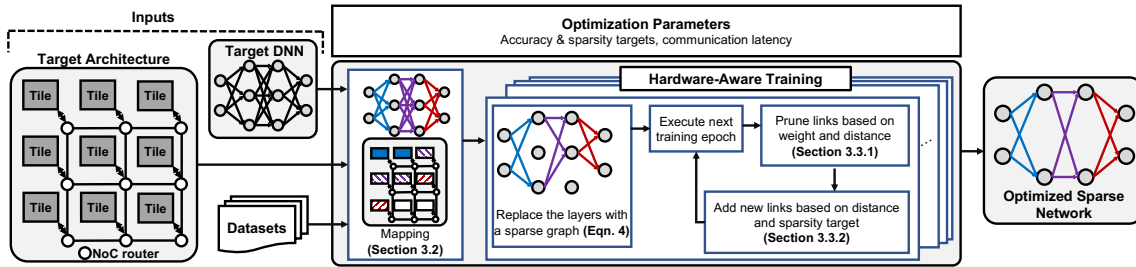 Inputs
Target Architecture
Tile Tile Tile
Tile Tile Tile
Tile Tile Tile
NoC router
Target DNN
Datasets
Optimization Parameters
Accuracy & sparsity targets, communication latency
Mapping
(Section 3.2)
Hardware-Aware Training
Replace the layers with
a sparse graph (Eqn. 4)
Execute next
training epoch
Prune links based on
weight and distance
(Section 3.3.1)
Add new links based on distance
and sparsity target
(Section 3.3.2)
...
Optimized Sparse
Network